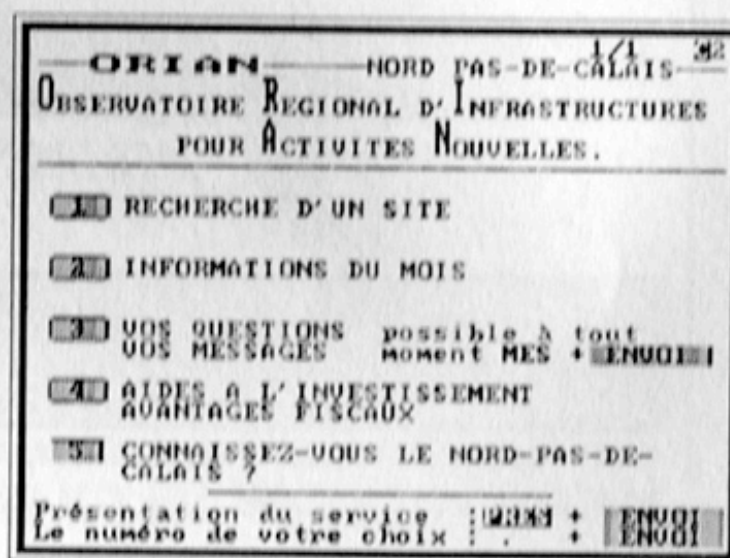 1/1
ORIAN NORD PAS-DE-CALAIS
OBSERVATOIRE REGIONAL D'INFRASTRUCTURES
POUR ACTIVITES NOUVELLES.
1 RECHERCHE D'UN SITE
2 INFORMATIONS DU MOIS
3 VOS QUESTIONS possible à tout
VOS MESSAGES moment MES + ENVOI
4 AIDES A L'INVESTISSEMENT
AVANTAGES FISCAUX
5 CONNAISSEZ-VOUS LE NORD-PAS-DE-
CALAIS ?
Présentation du service : + ENVOI
Le numéro de votre choix : . + ENVOI